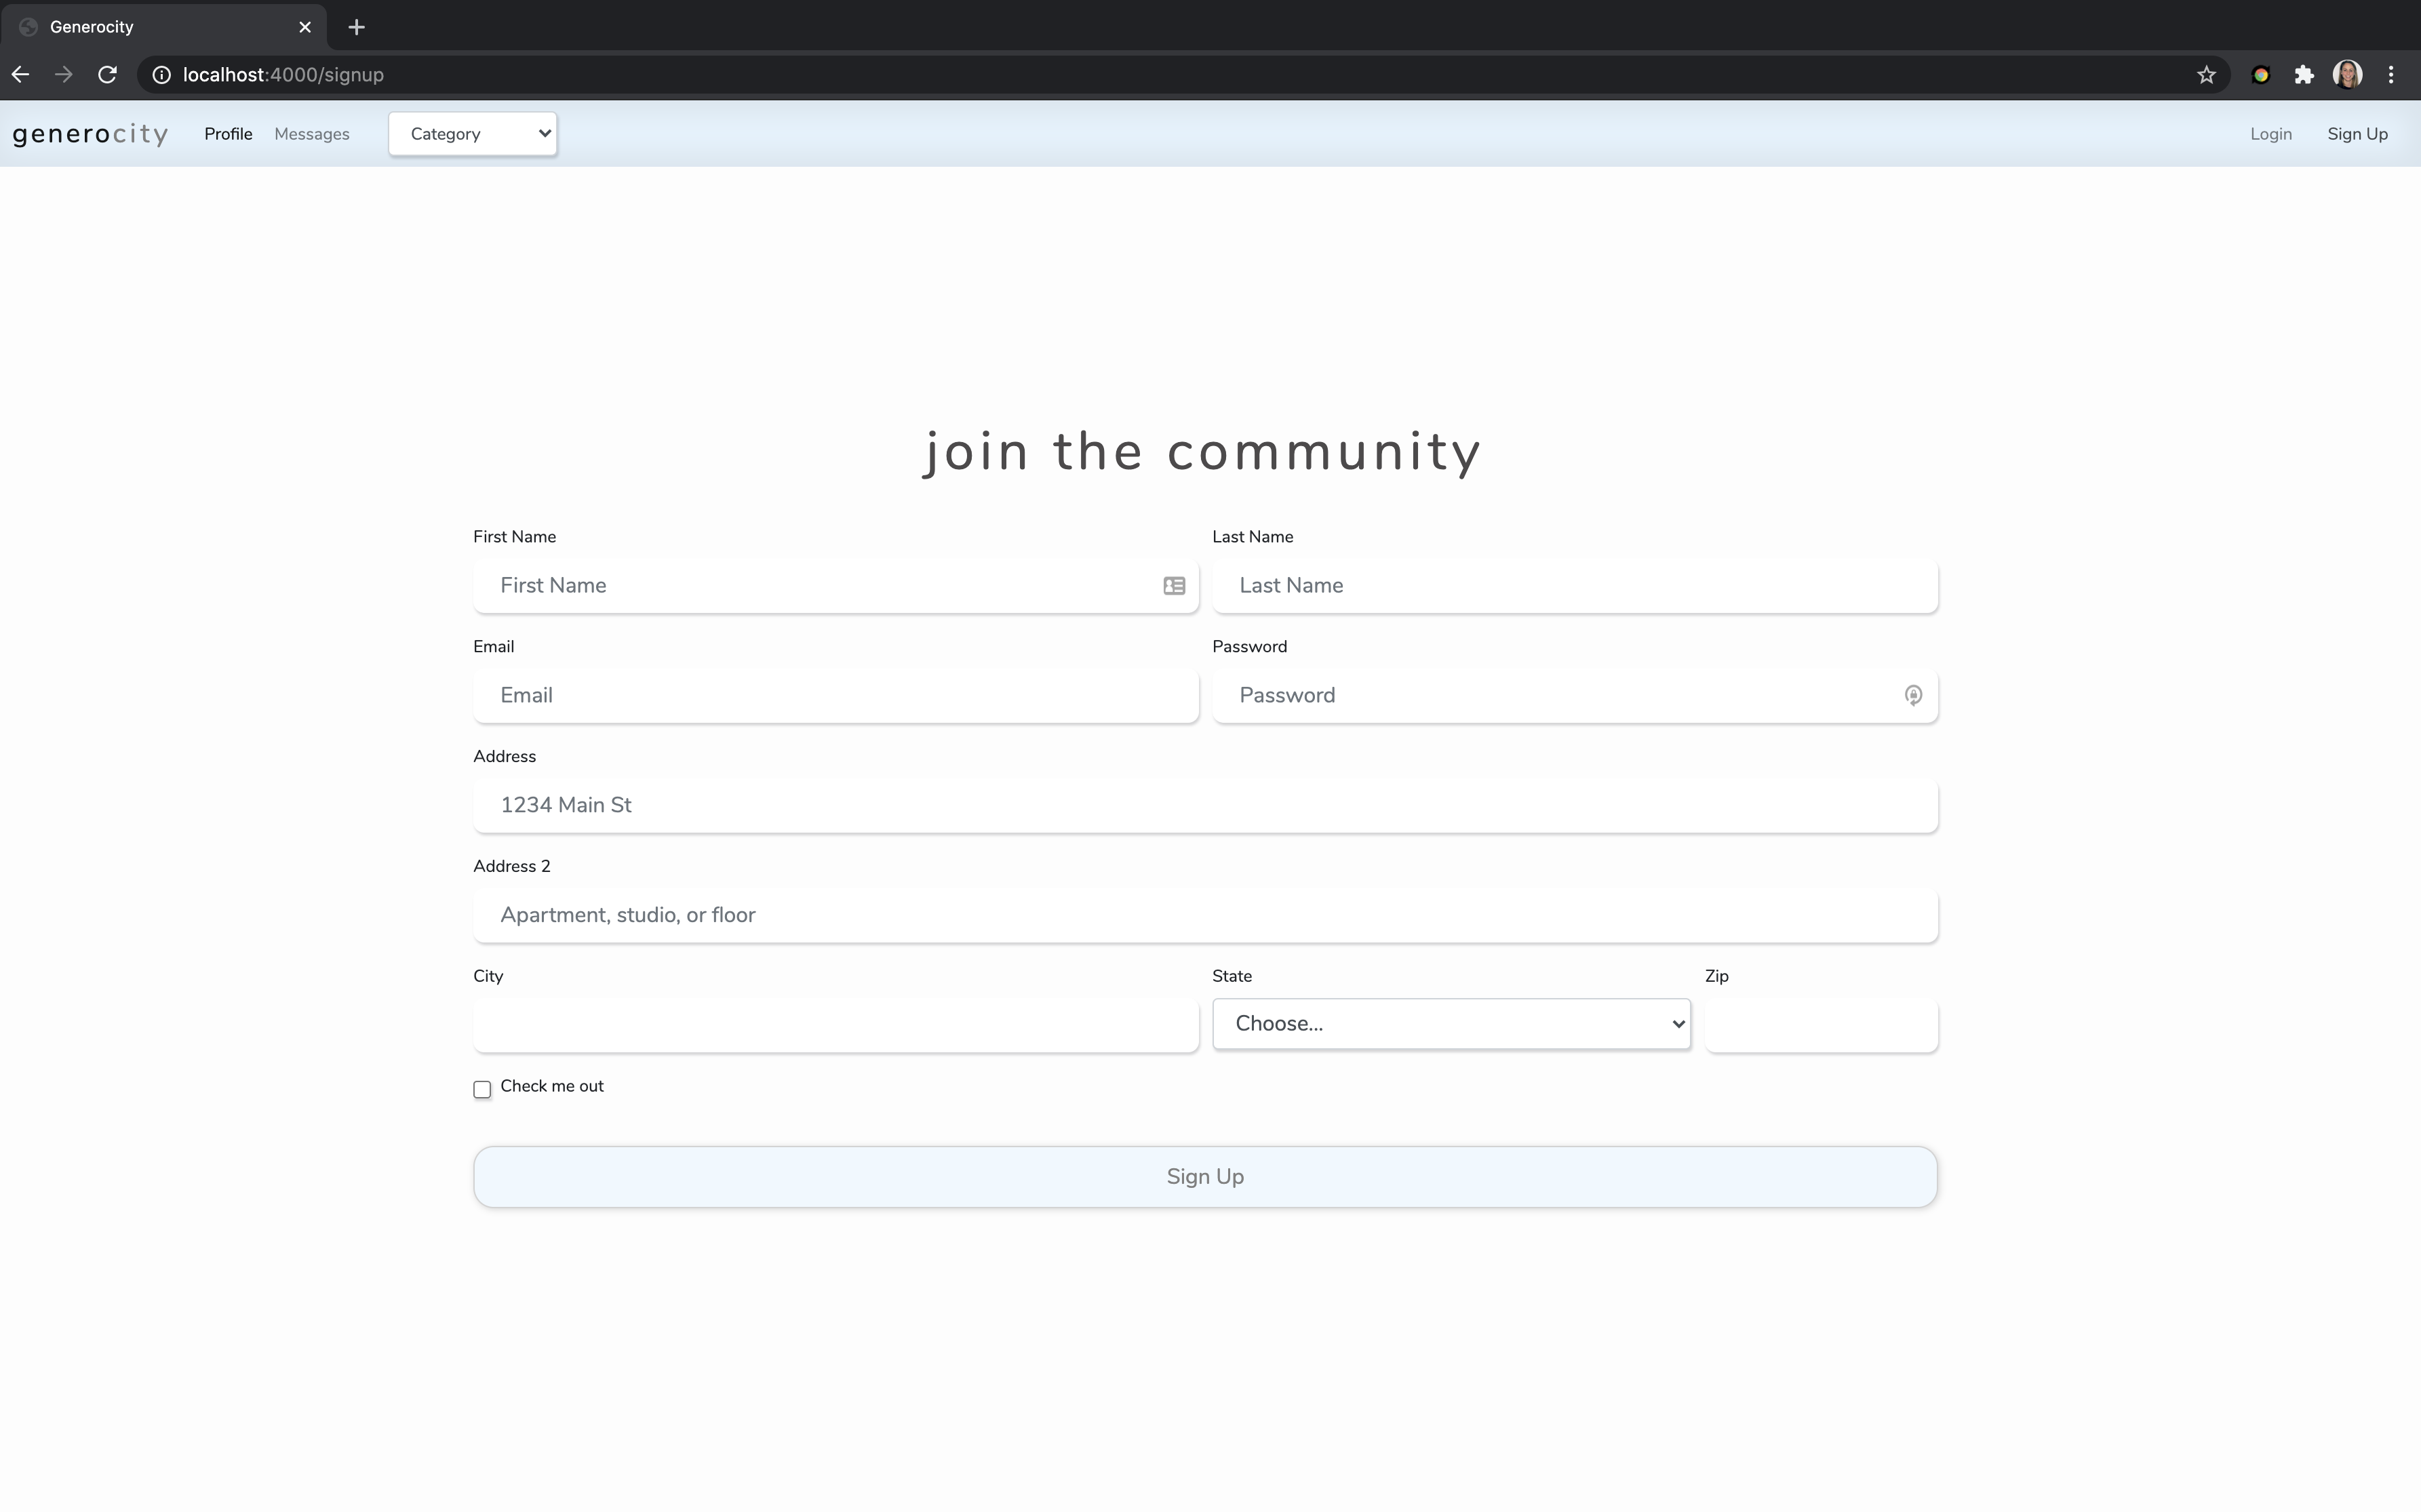 Generocity
localhost:4000/signup
generocity Profile Messages Category Login Sign Up
join the community
First Name Last Name
First Name Last Name
Email Password
Email Password
Address
1234 Main St
Address 2
Apartment, studio, or floor
City State Zip
Choose...
Check me out
Sign Up